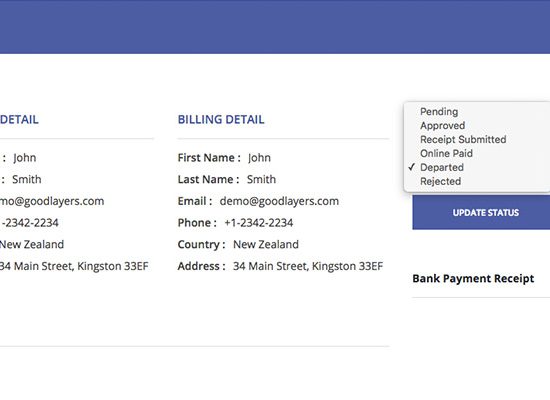 DETAIL
: John
: Smith
mo@goodlayers.com
-2342-2234
New Zealand
34 Main Street, Kingston 33EF
BILLING DETAIL
First Name : John
Last Name : Smith
Email : demo@goodlayers.com
Phone : +1-2342-2234
Country : New Zealand
Address : 34 Main Street, Kingston 33EF
Pending
Approved
Receipt Submitted
Online Paid
✓ Departed
Rejected
UPDATE STATUS
Bank Payment Receipt